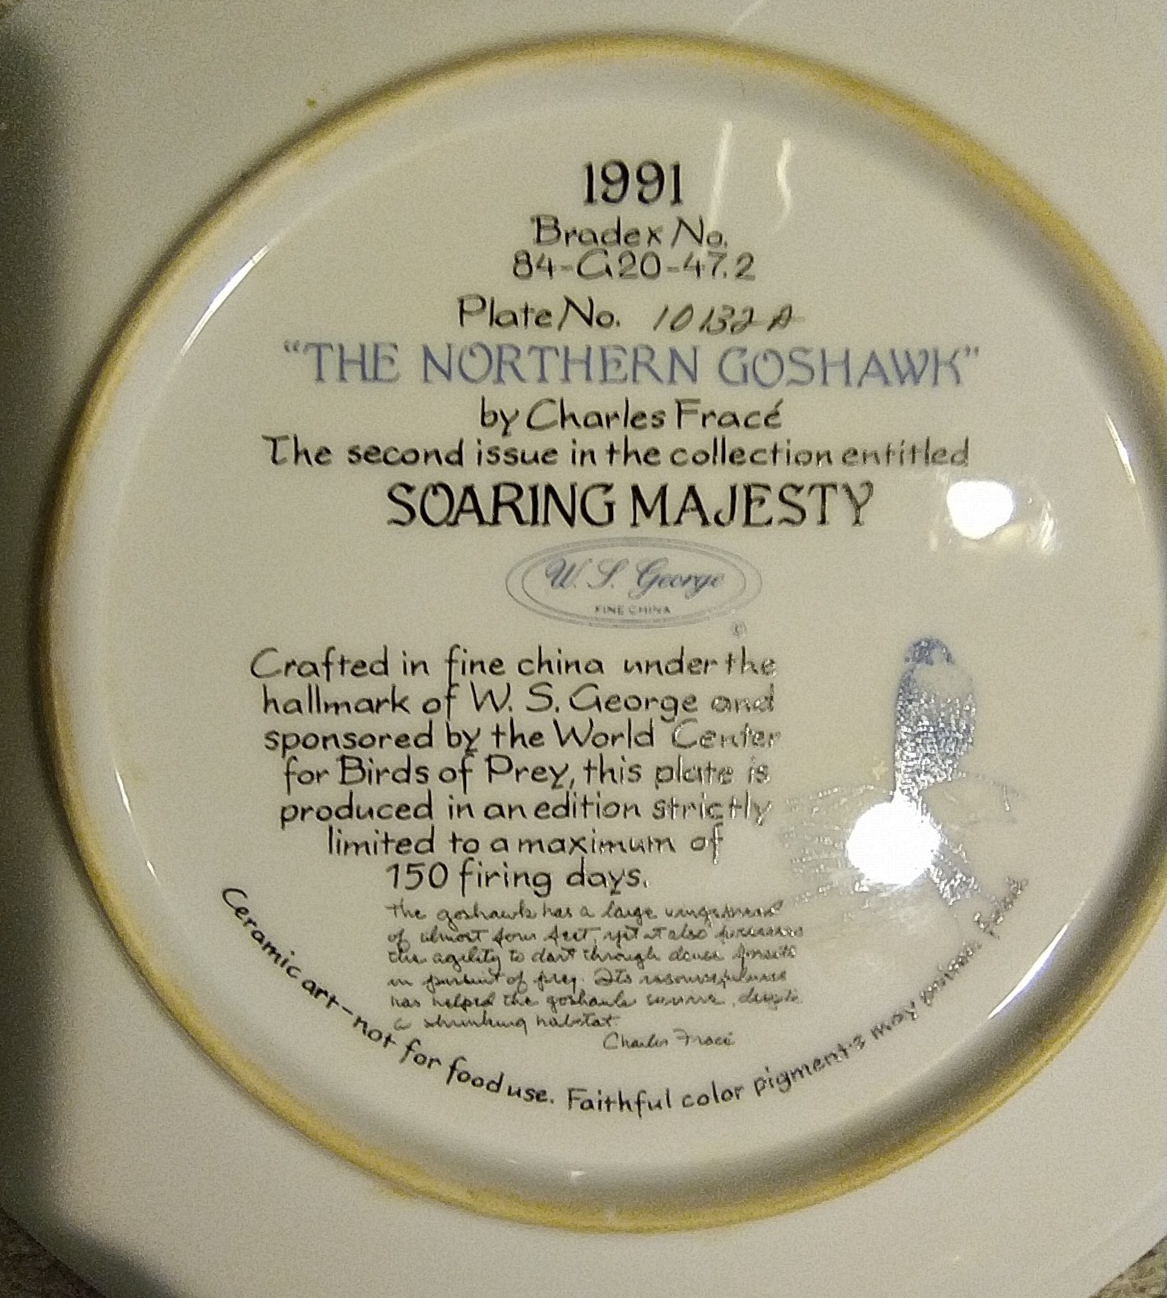 1991
Bradex No.
84-G20-47.2
Plate No. 10132A
"THE NORTHERN GOSHAWK"
by Charles Fracé
The second issue in the collection entitled
SOARING MAJESTY
W. S. George
FINE CHINA
©
Crafted in fine china under the
hallmark of W. S. George and
sponsored by the World Center
for Birds of Prey, this plate is
produced in an edition strictly
limited to a maximum of
150 firing days.
The goshawk has a large wingspread
of almost four feet, yet it also possesses
the agility to dart through dense forests
in pursuit of prey. Its resourcefulness
has helped the goshawk survive, despite
a shrinking habitat.
Charles Fracé
Ceramic art—not for food use. Faithful color pigments may poison food.